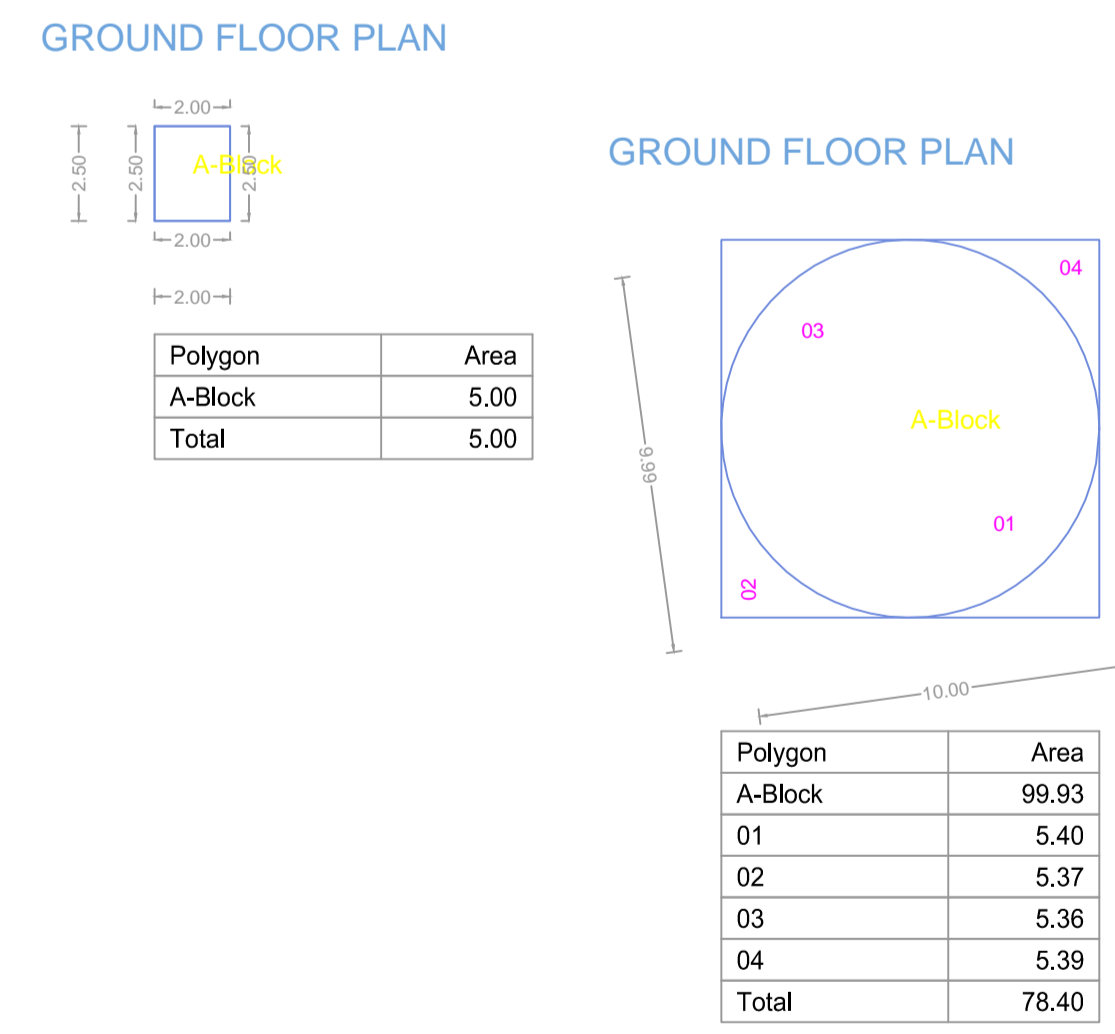 GROUND FLOOR PLAN
2.00
2.50
2.50
A-Block
2.50
2.00
2.00
Polygon Area
A-Block 5.00
Total 5.00
GROUND FLOOR PLAN
04
03
A-Block
9.99
01
02
10.00
Polygon Area
A-Block 99.93
01 5.40
02 5.37
03 5.36
04 5.39
Total 78.40